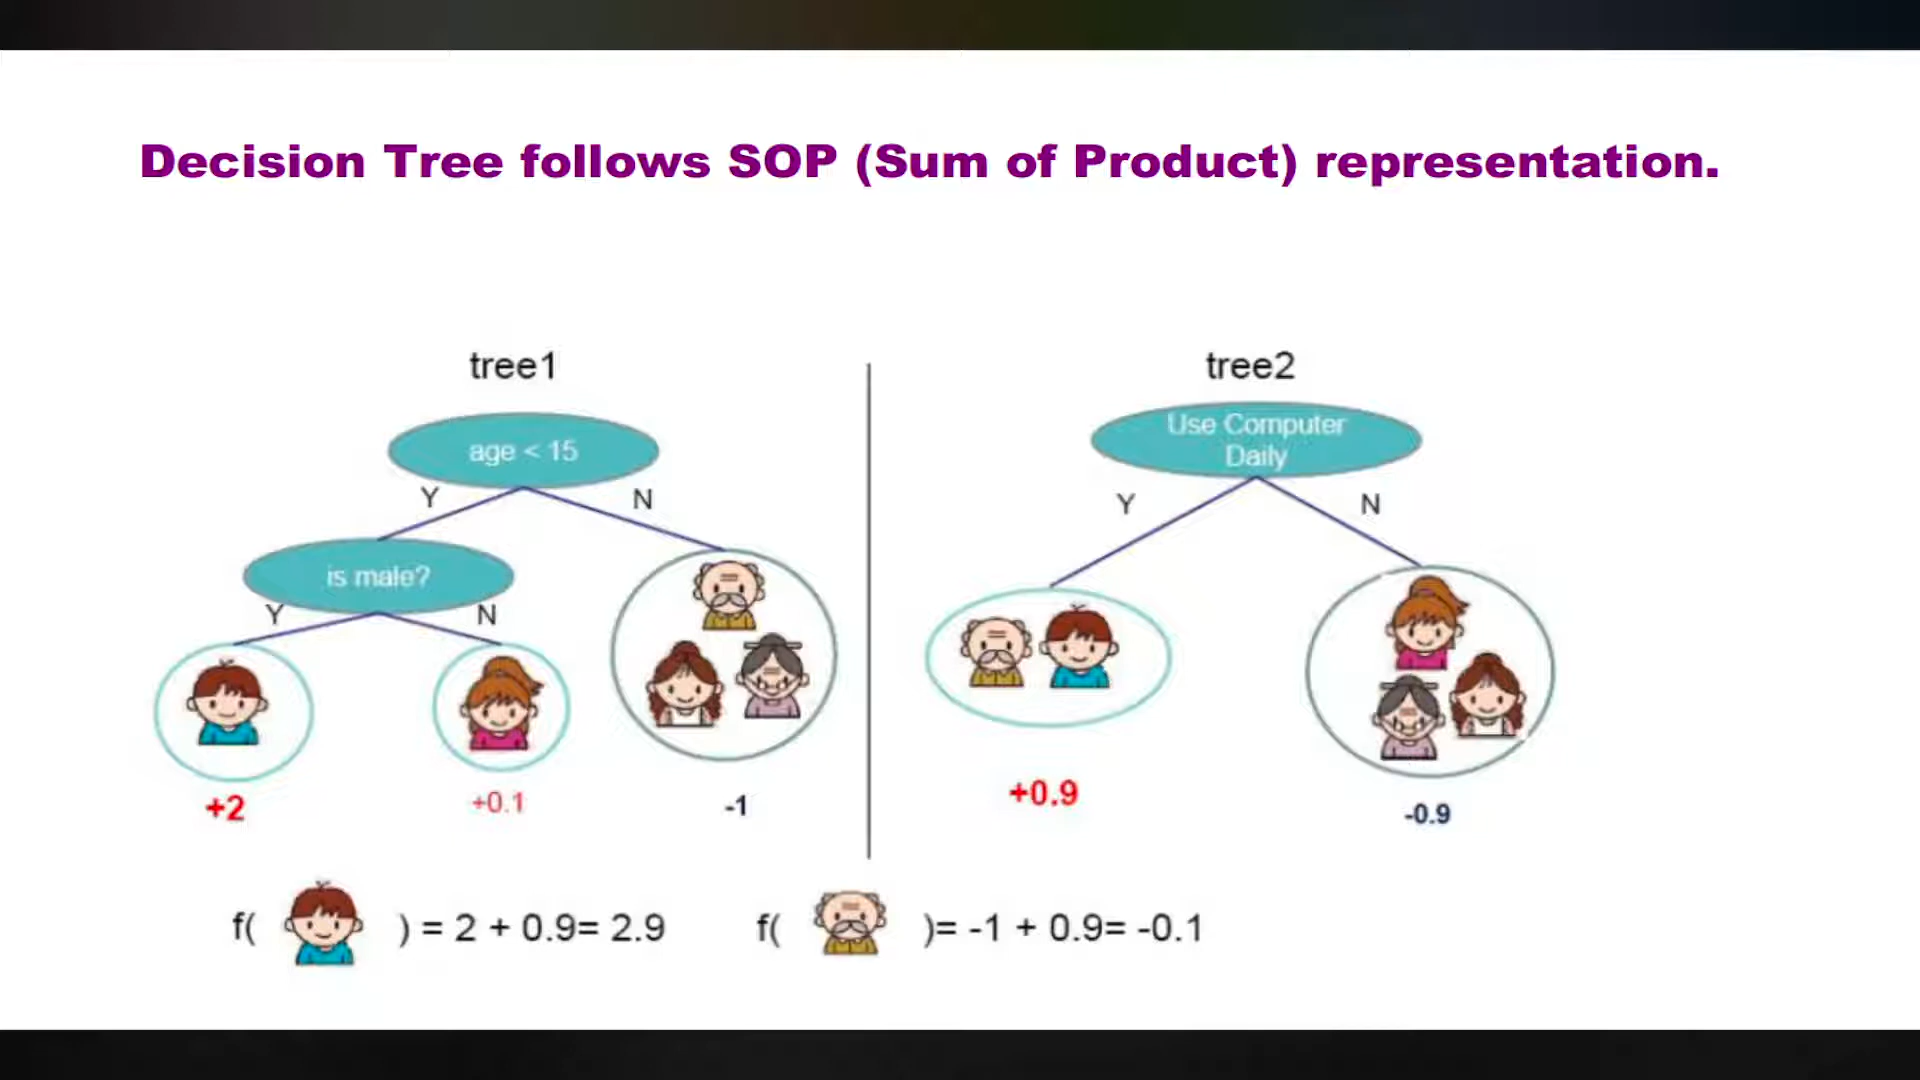 Decision Tree follows SOP (Sum of Product) representation.
tree1
age < 15
Y
N
is male?
Y
N
+2
+0.1
-1
tree2
Use Computer
Daily
Y
N
+0.9
-0.9
f( ) = 2 + 0.9= 2.9
f( )= -1 + 0.9= -0.1